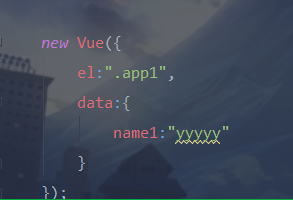 new Vue({
    el:".app1",
    data:{
        name1:"yyyyy"
    }
});